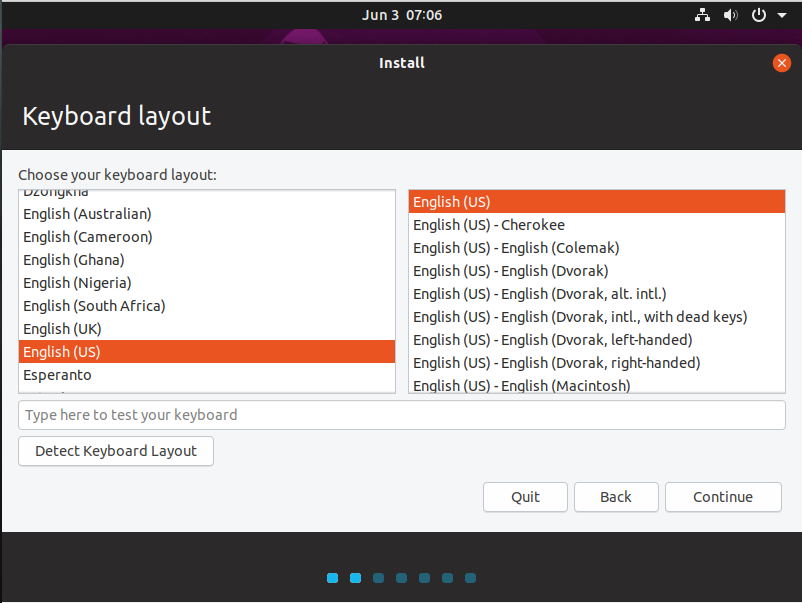 Jun 3 07:06
Install
Keyboard layout
Choose your keyboard layout:
Dzongkha
English (Australian)
English (Cameroon)
English (Ghana)
English (Nigeria)
English (South Africa)
English (UK)
English (US)
Esperanto
English (US)
English (US) - Cherokee
English (US) - English (Colemak)
English (US) - English (Dvorak)
English (US) - English (Dvorak, alt. intl.)
English (US) - English (Dvorak, intl., with dead keys)
English (US) - English (Dvorak, left-handed)
English (US) - English (Dvorak, right-handed)
English (US) - English (Macintosh)
Type here to test your keyboard
Detect Keyboard Layout
Quit
Back
Continue